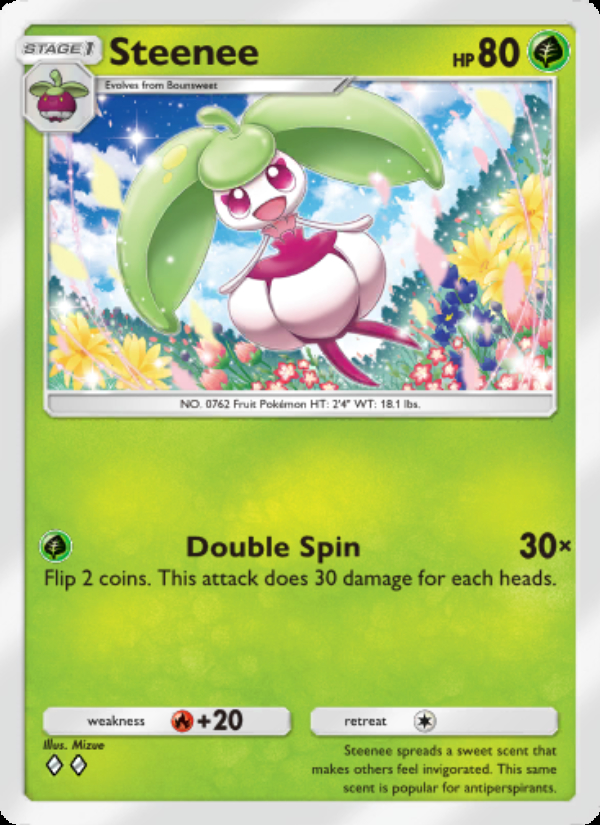 STAGE 1
Steenee
HP 80
Evolves from Bounsweet
NO. 0762 Fruit Pokémon HT: 2'4" WT: 18.1 lbs.
Double Spin 30×
Flip 2 coins. This attack does 30 damage for each heads.
weakness +20 retreat
Illus. Mizue
Steenee spreads a sweet scent that
makes others feel invigorated. This same
scent is popular for antiperspirants.